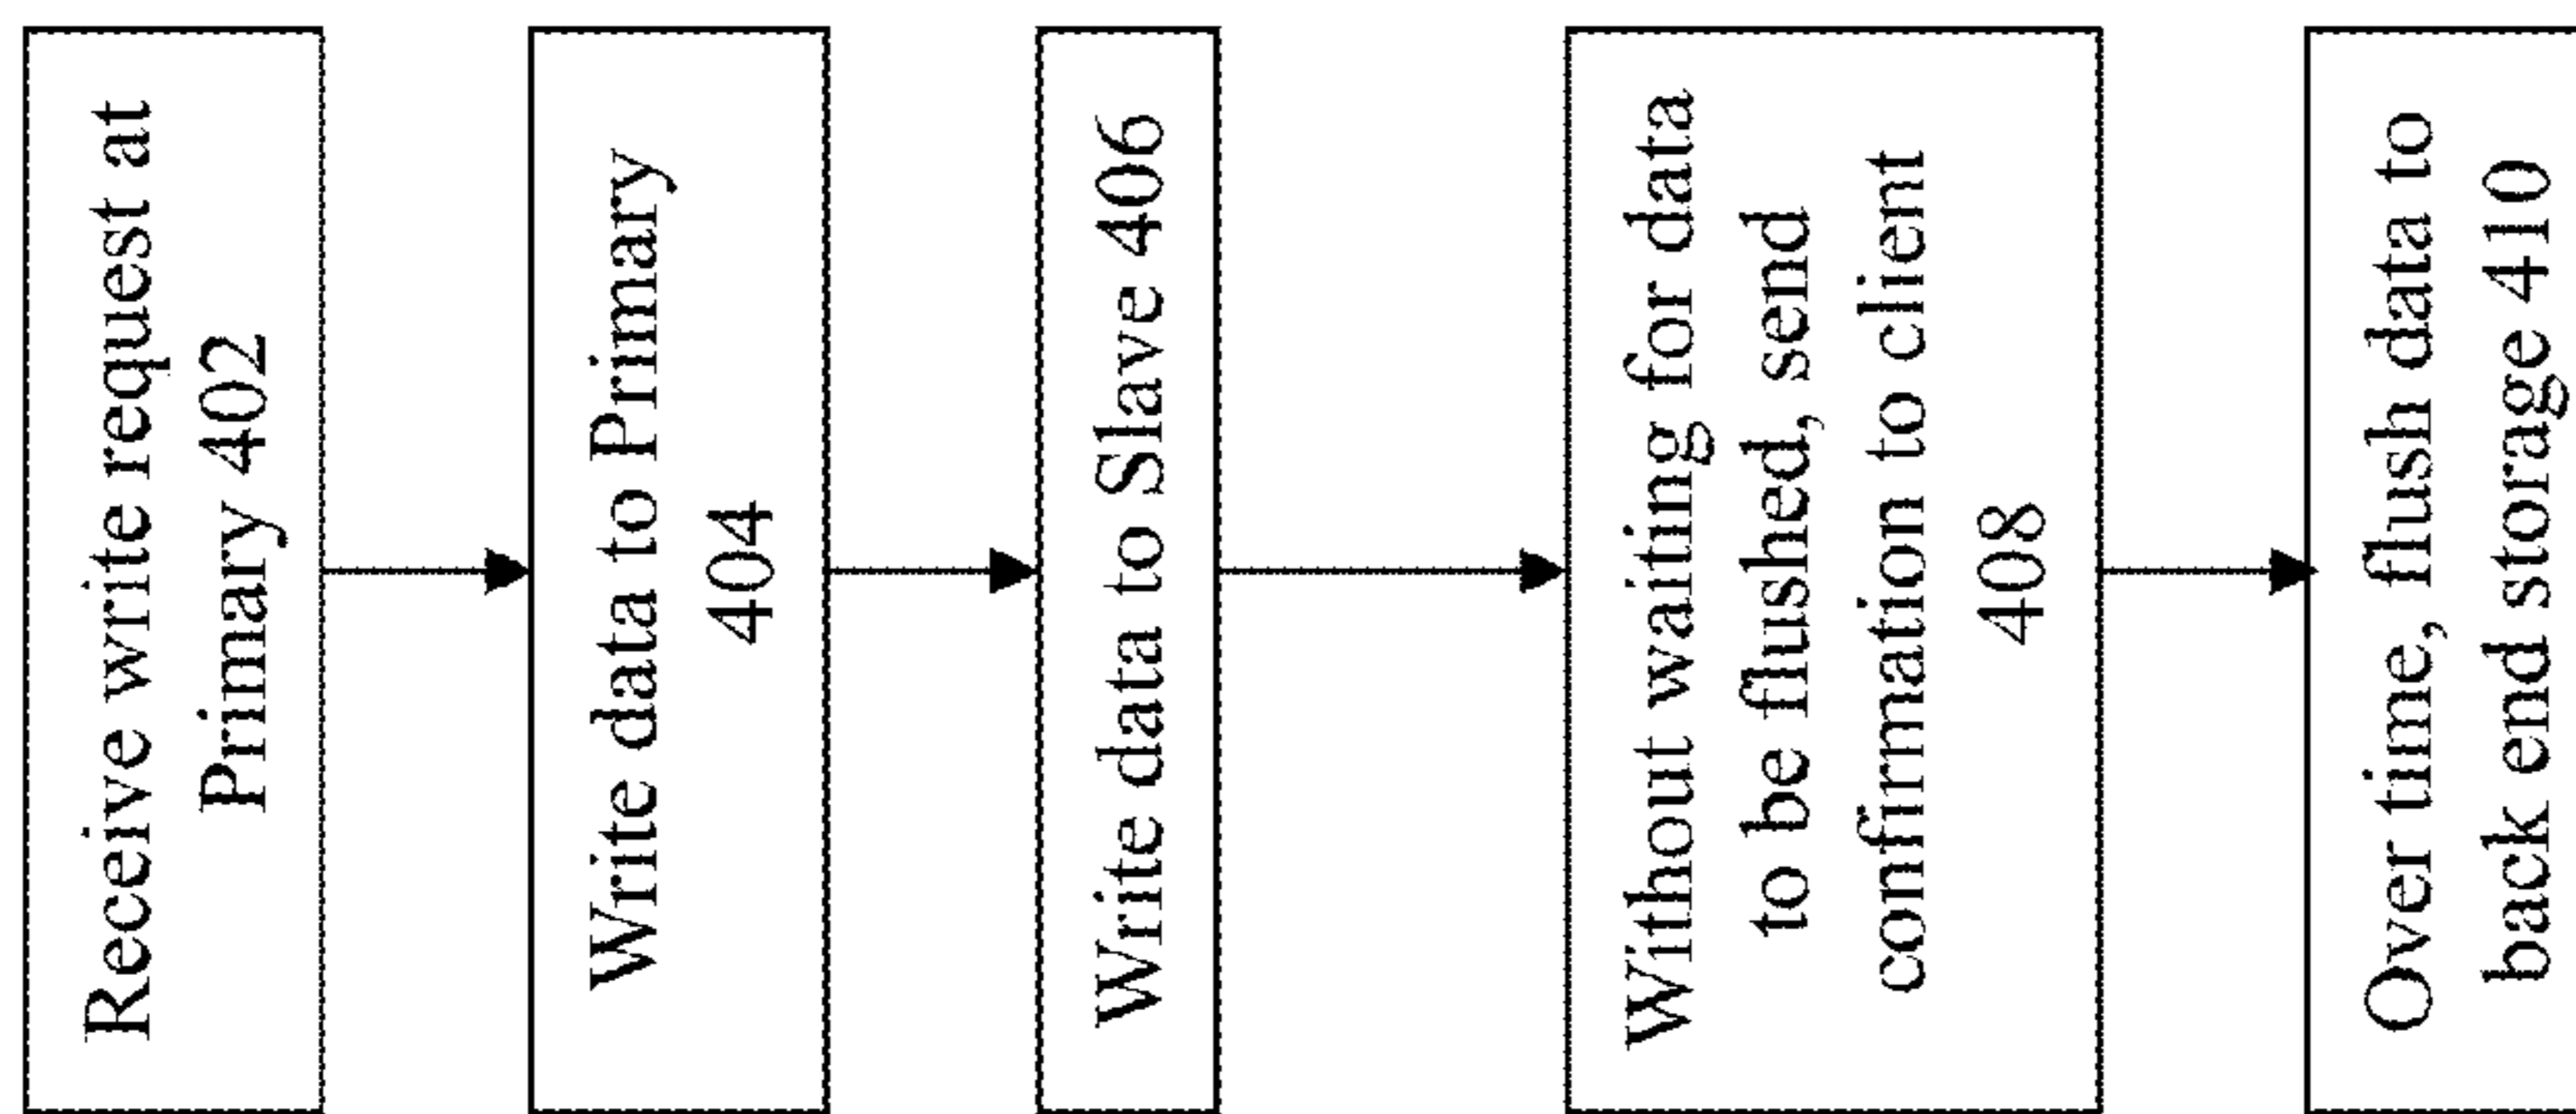 Receive write request at
Primary 402
Write data to Primary
404
Write data to Slave 406
Without waiting for data
to be flushed, send
confirmation to client
408
Over time, flush data to
back end storage 410